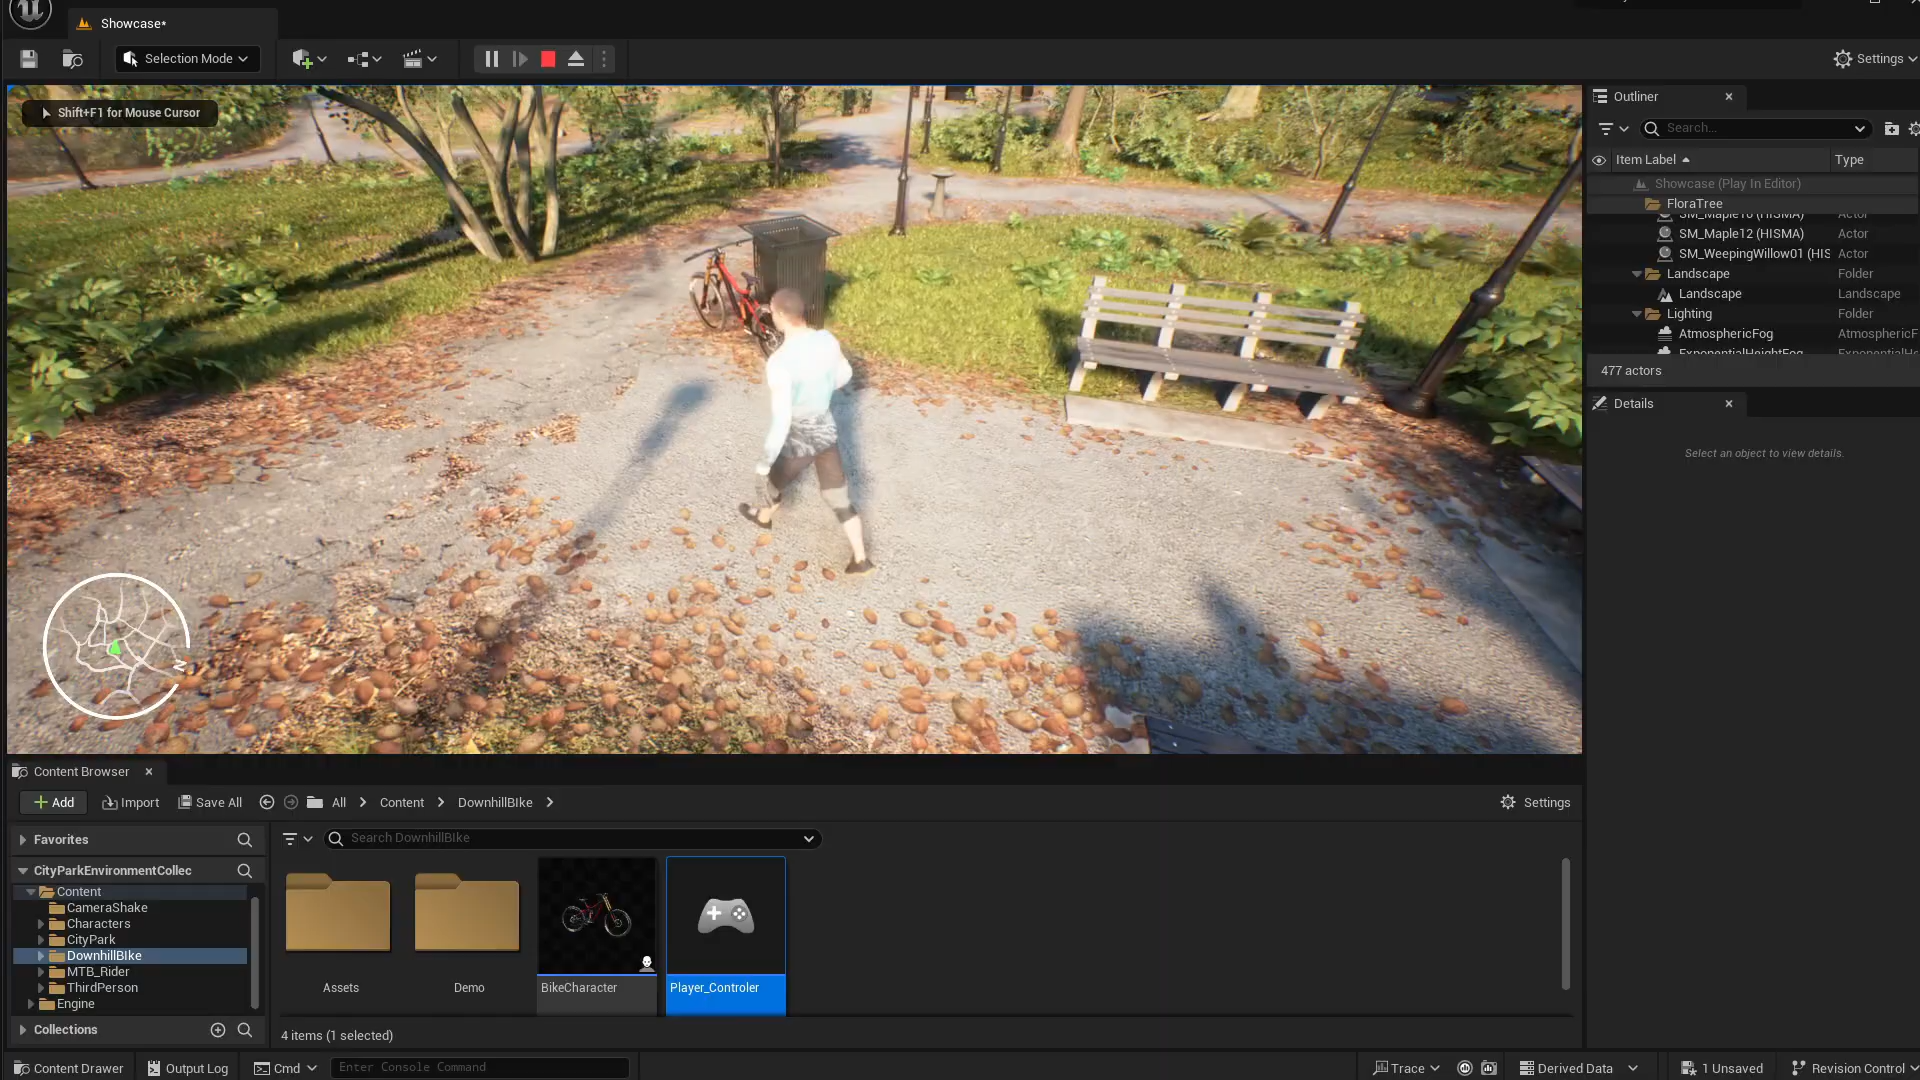 Showcase*
Selection Mode
Settings
Shift+F1 for Mouse Cursor
N
Outliner
Search...
Item Label
Type
Showcase (Play In Editor)
FloraTree
Actor
SM_Maple12 (HISMA)
Actor
SM_WeepingWillow01 (HIS
Actor
Landscape
Folder
Landscape
Landscape
Lighting
Folder
AtmosphericFog
AtmosphericF
ExponentialHeightFog
477 actors
Details
Select an object to view details.
Content Browser
Add
Import
Save All
All
Content
DownhillBIke
Settings
Favorites
Search DownhillBIke
CityParkEnvironmentCollec
Content
CameraShake
Characters
CityPark
DownhillBIke
MTB_Rider
ThirdPerson
Engine
Collections
Assets
Demo
BikeCharacter
Player_Controler
4 items (1 selected)
Content Drawer
Output Log
Cmd
Enter Console Command
Trace
Derived Data
1 Unsaved
Revision Control